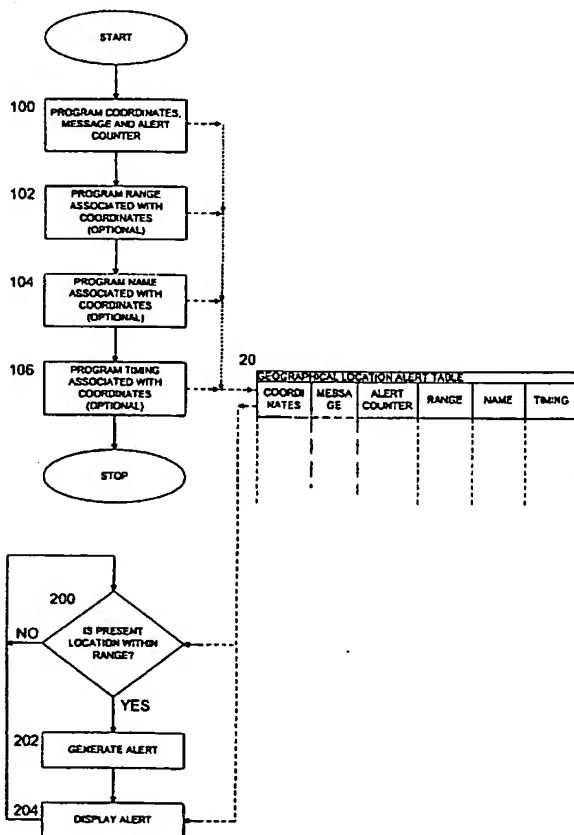 START
100
PROGRAM COORDINATES,
MESSAGE AND ALERT
COUNTER
102
PROGRAM RANGE
ASSOCIATED WITH
COORDINATES
(OPTIONAL)
104
PROGRAM NAME
ASSOCIATED WITH
COORDINATES
(OPTIONAL)
106
PROGRAM TIMING
ASSOCIATED WITH
COORDINATES
(OPTIONAL)
STOP
20
GEOGRAPHICAL LOCATION ALERT TABLE
COORDI
NATES
MESSA
GE
ALERT
COUNTER
RANGE
NAME
TIMING
200
NO
IS PRESENT
LOCATION WITHIN
RANGE?
YES
202
GENERATE ALERT
204
DISPLAY ALERT